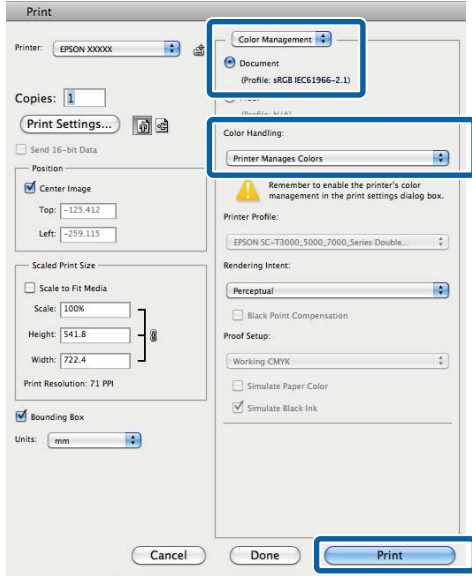 Print
Printer: EPSON XXXXX
Copies: 1
Print Settings...
Send 16-bit Data
Position
Center Image
Top: -125.412
Left: -259.115
Scaled Print Size
Scale to Fit Media
Scale: 100%
Height: 541.8
Width: 722.4
Print Resolution: 71 PPI
Bounding Box
Units: mm
Color Management
Document
(Profile: sRGB IEC61966-2.1)
(Profile: N/A)
Color Handling:
Printer Manages Colors
Remember to enable the printer's color
management in the print settings dialog box.
Printer Profile:
EPSON SC-T3000_5000_7000_Series Double...
Rendering Intent:
Perceptual
Black Point Compensation
Proof Setup:
Working CMYK
Simulate Paper Color
Simulate Black Ink
Cancel
Done
Print